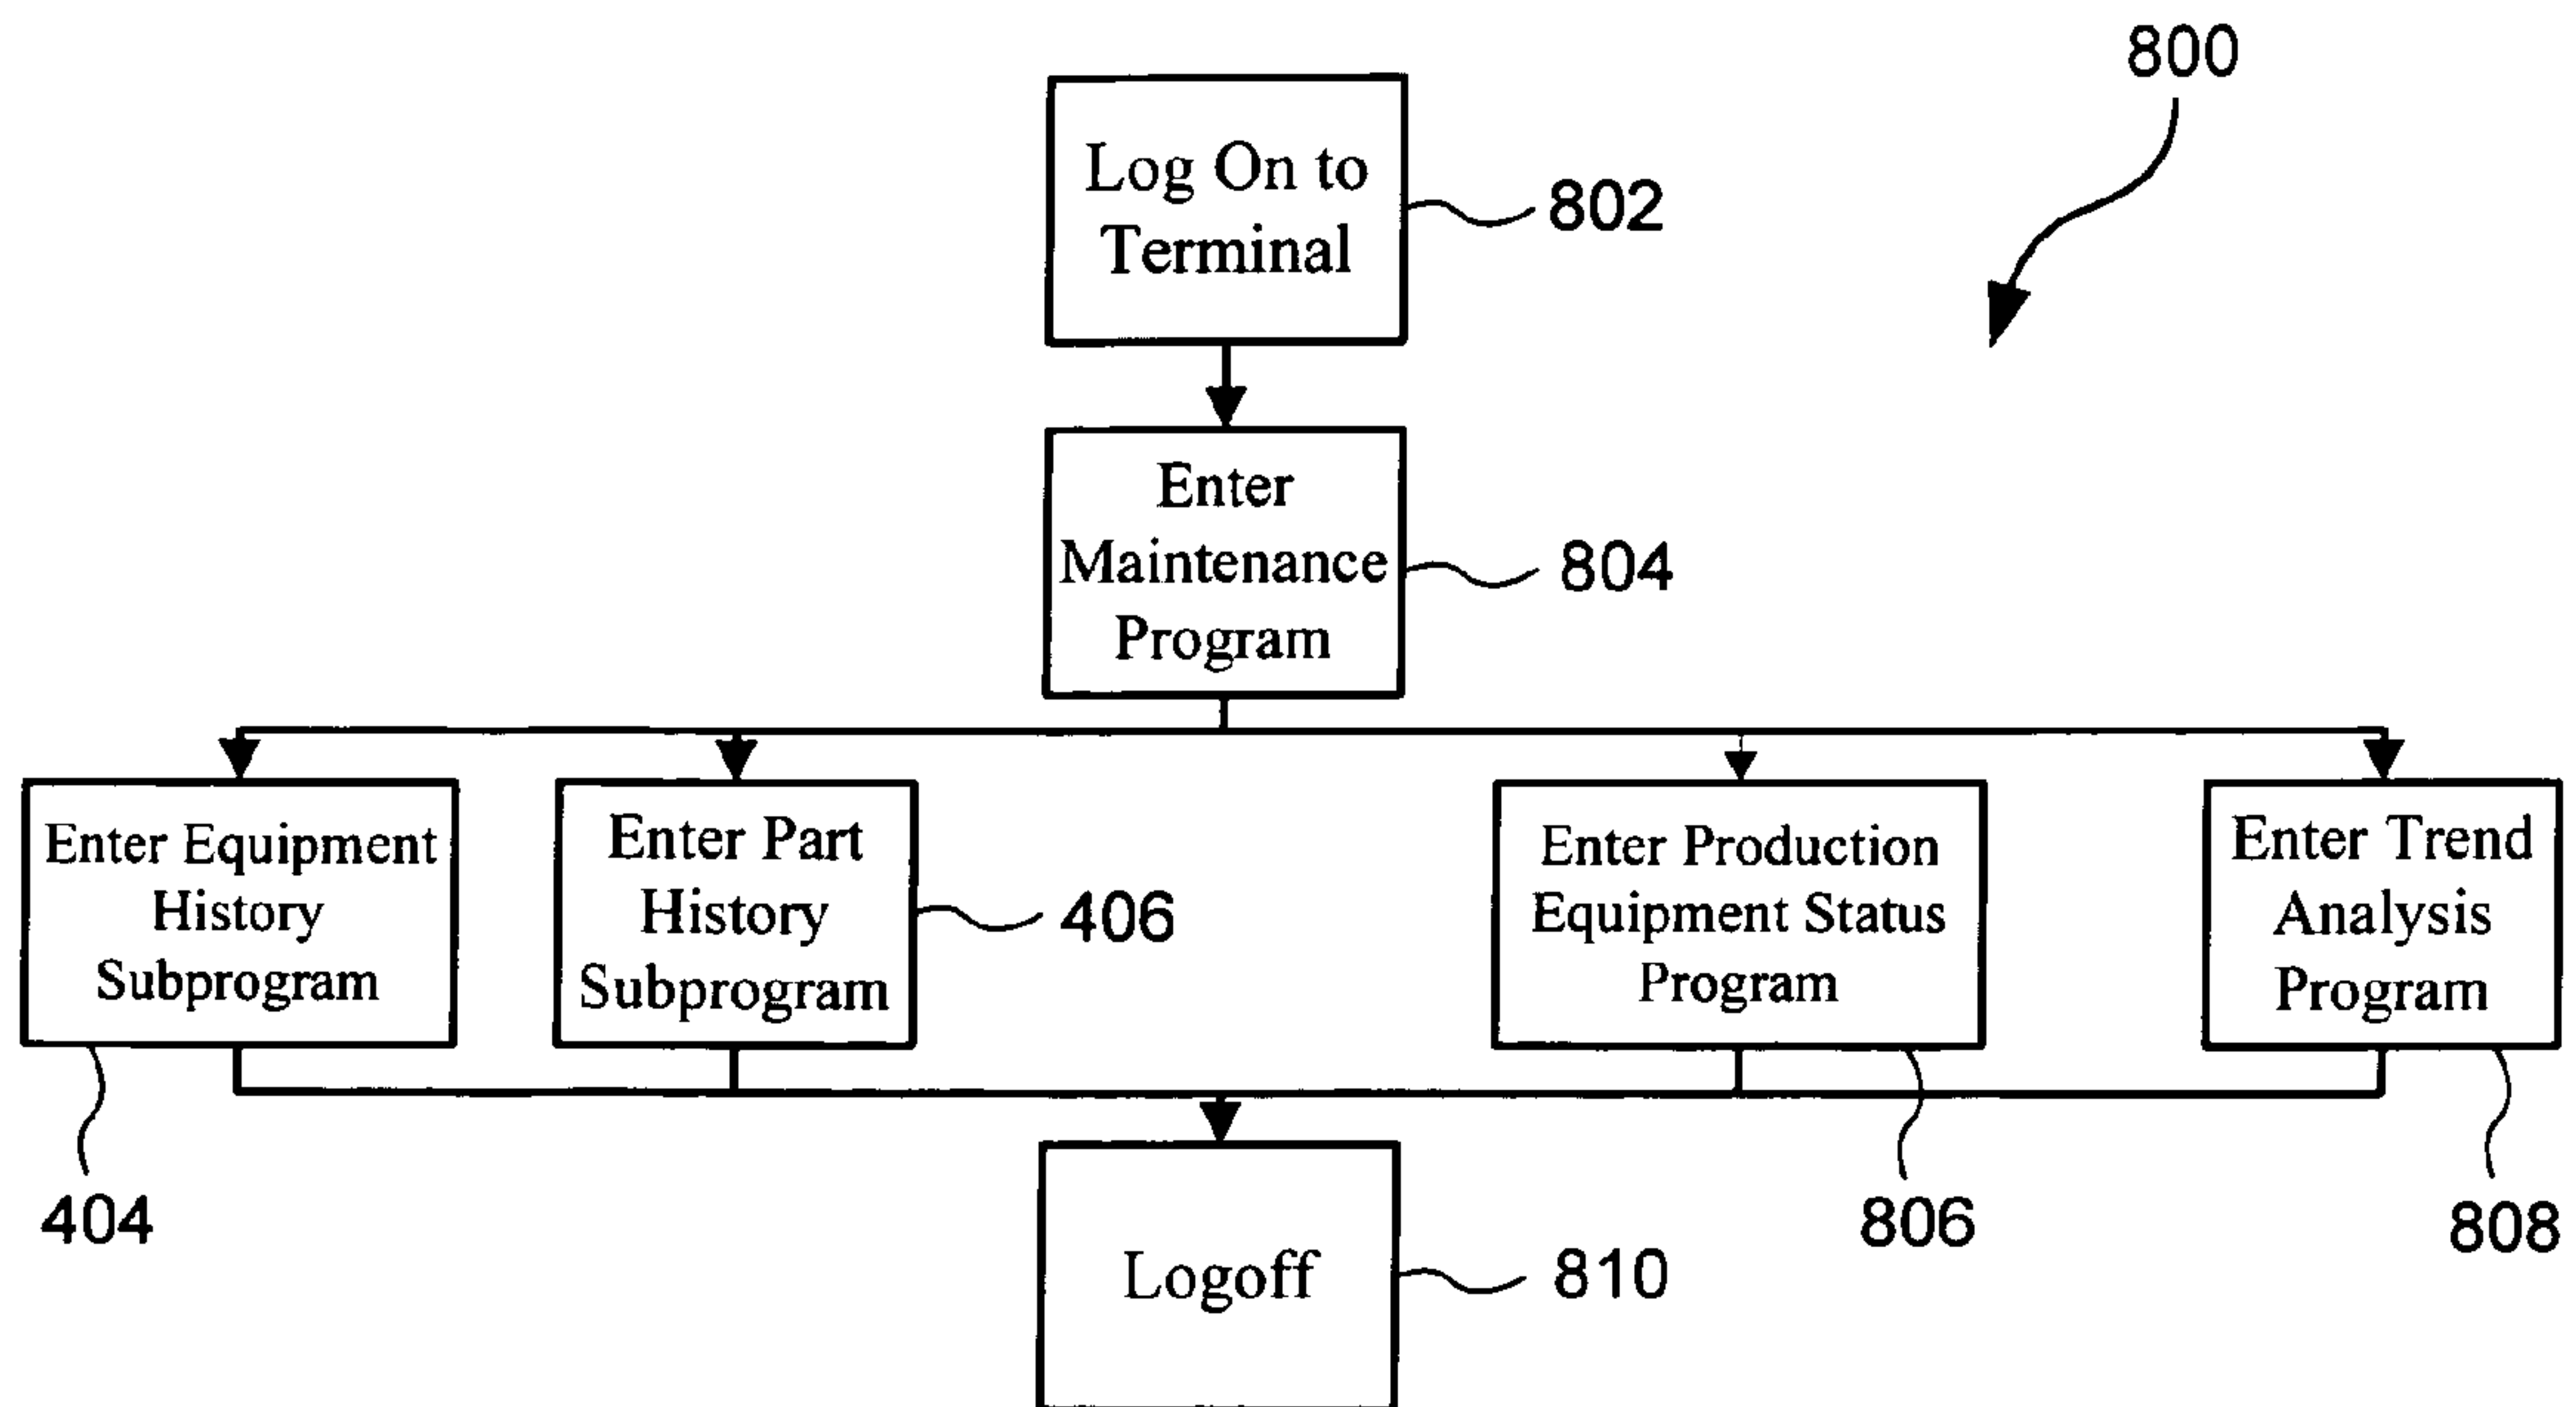 800
Log On to
Terminal
802
Enter
Maintenance
Program
804
Enter Equipment
History
Subprogram
404
Enter Part
History
Subprogram
406
Enter Production
Equipment Status
Program
806
Enter Trend
Analysis
Program
808
Logoff
810